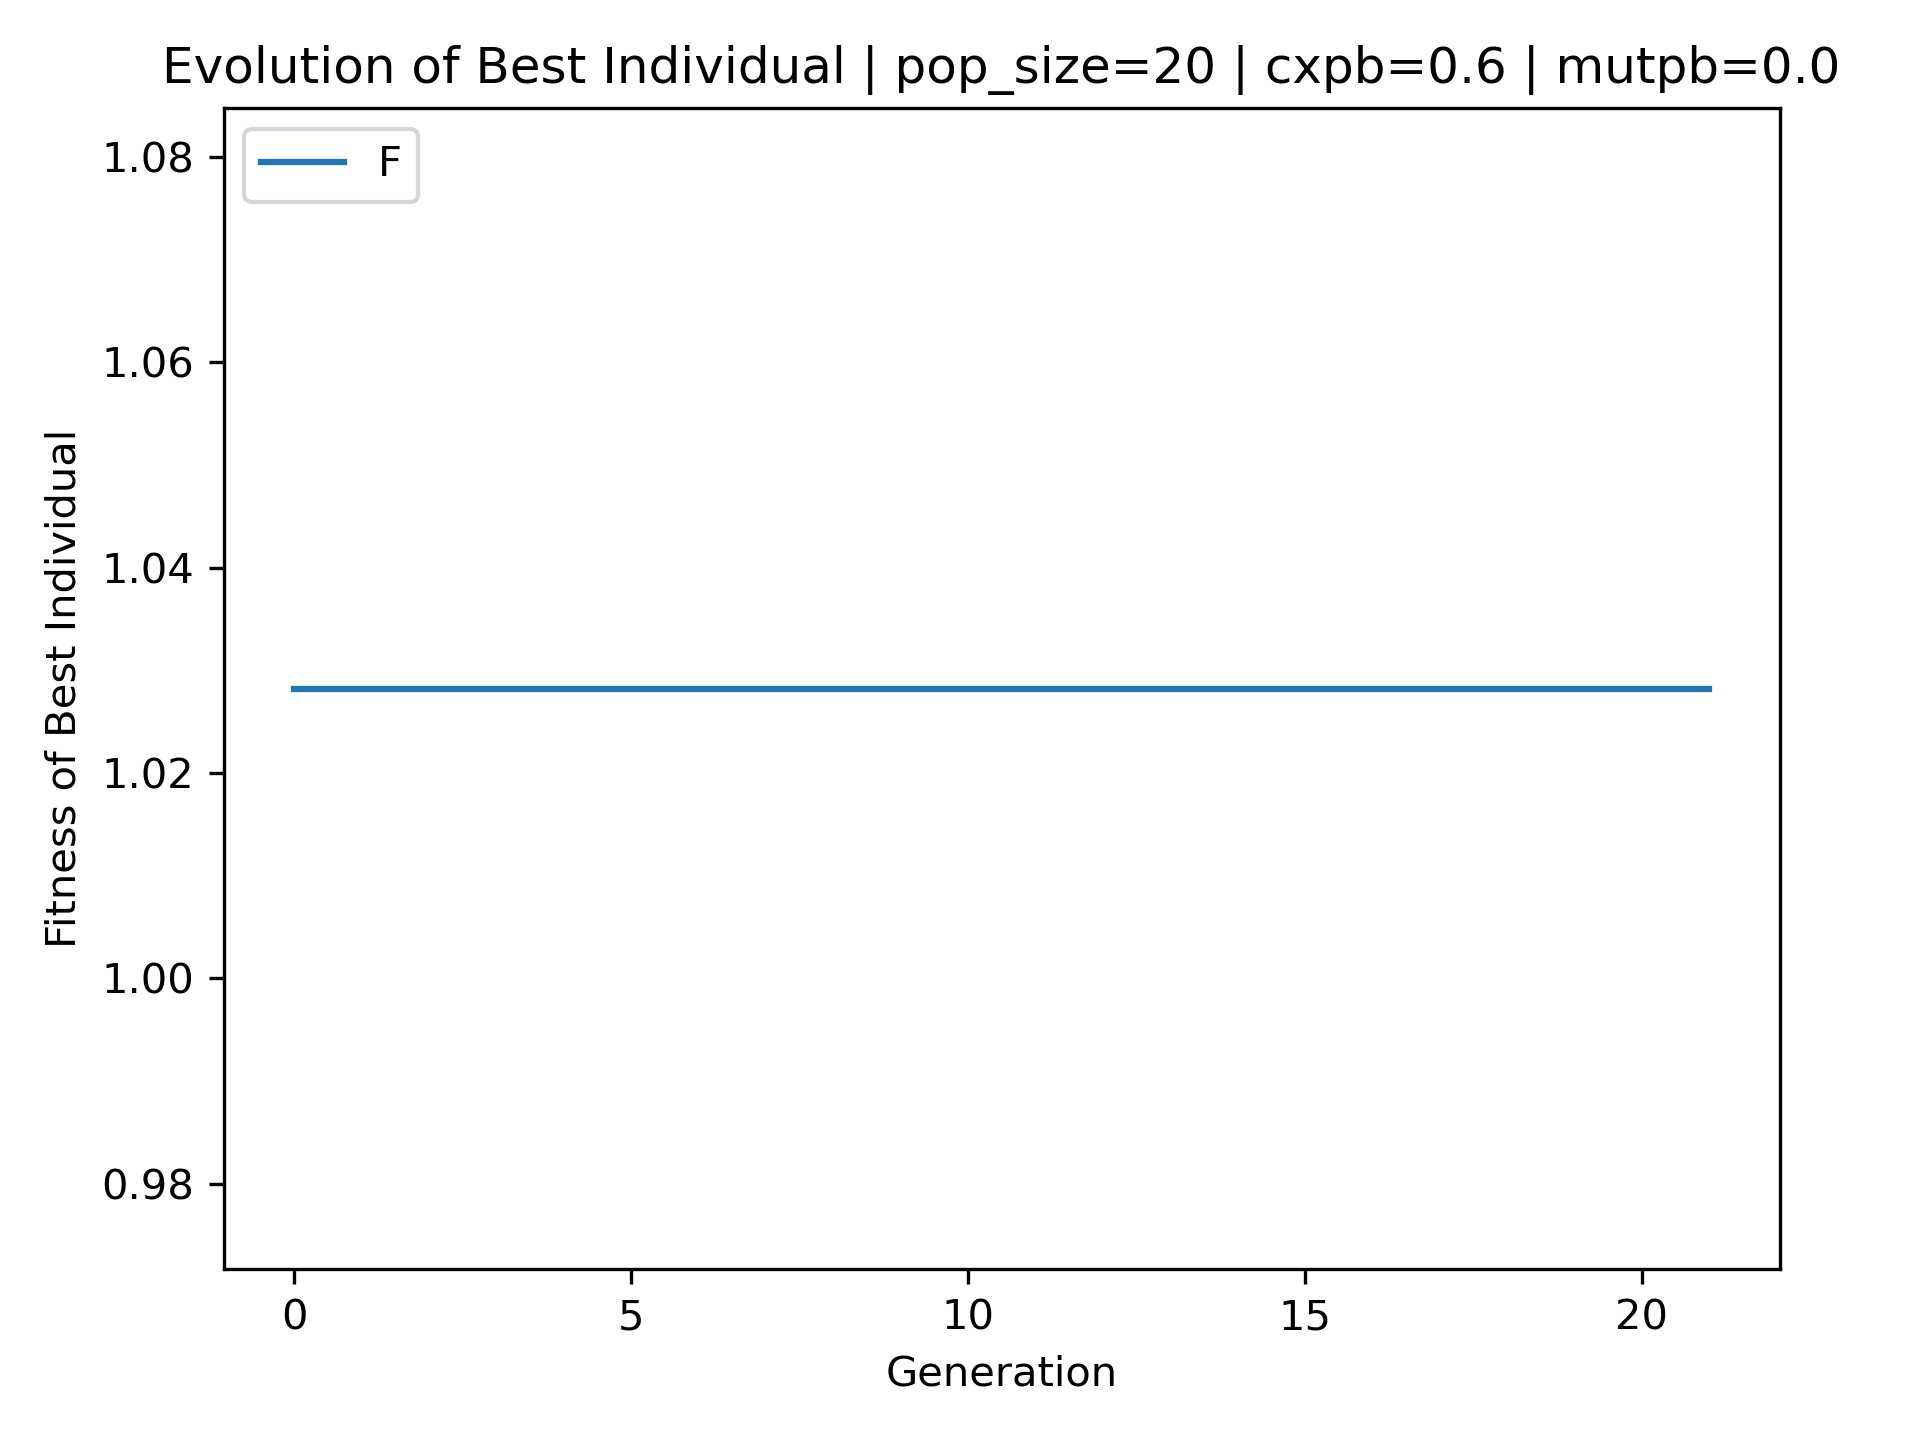 Evolution of Best Individual | pop_size=20 | cxpb=0.6 | mutpb=0.0
F
1.08
1.06
1.04
1.02
1.00
0.98
Fitness of Best Individual
0 5 10 15 20
Generation